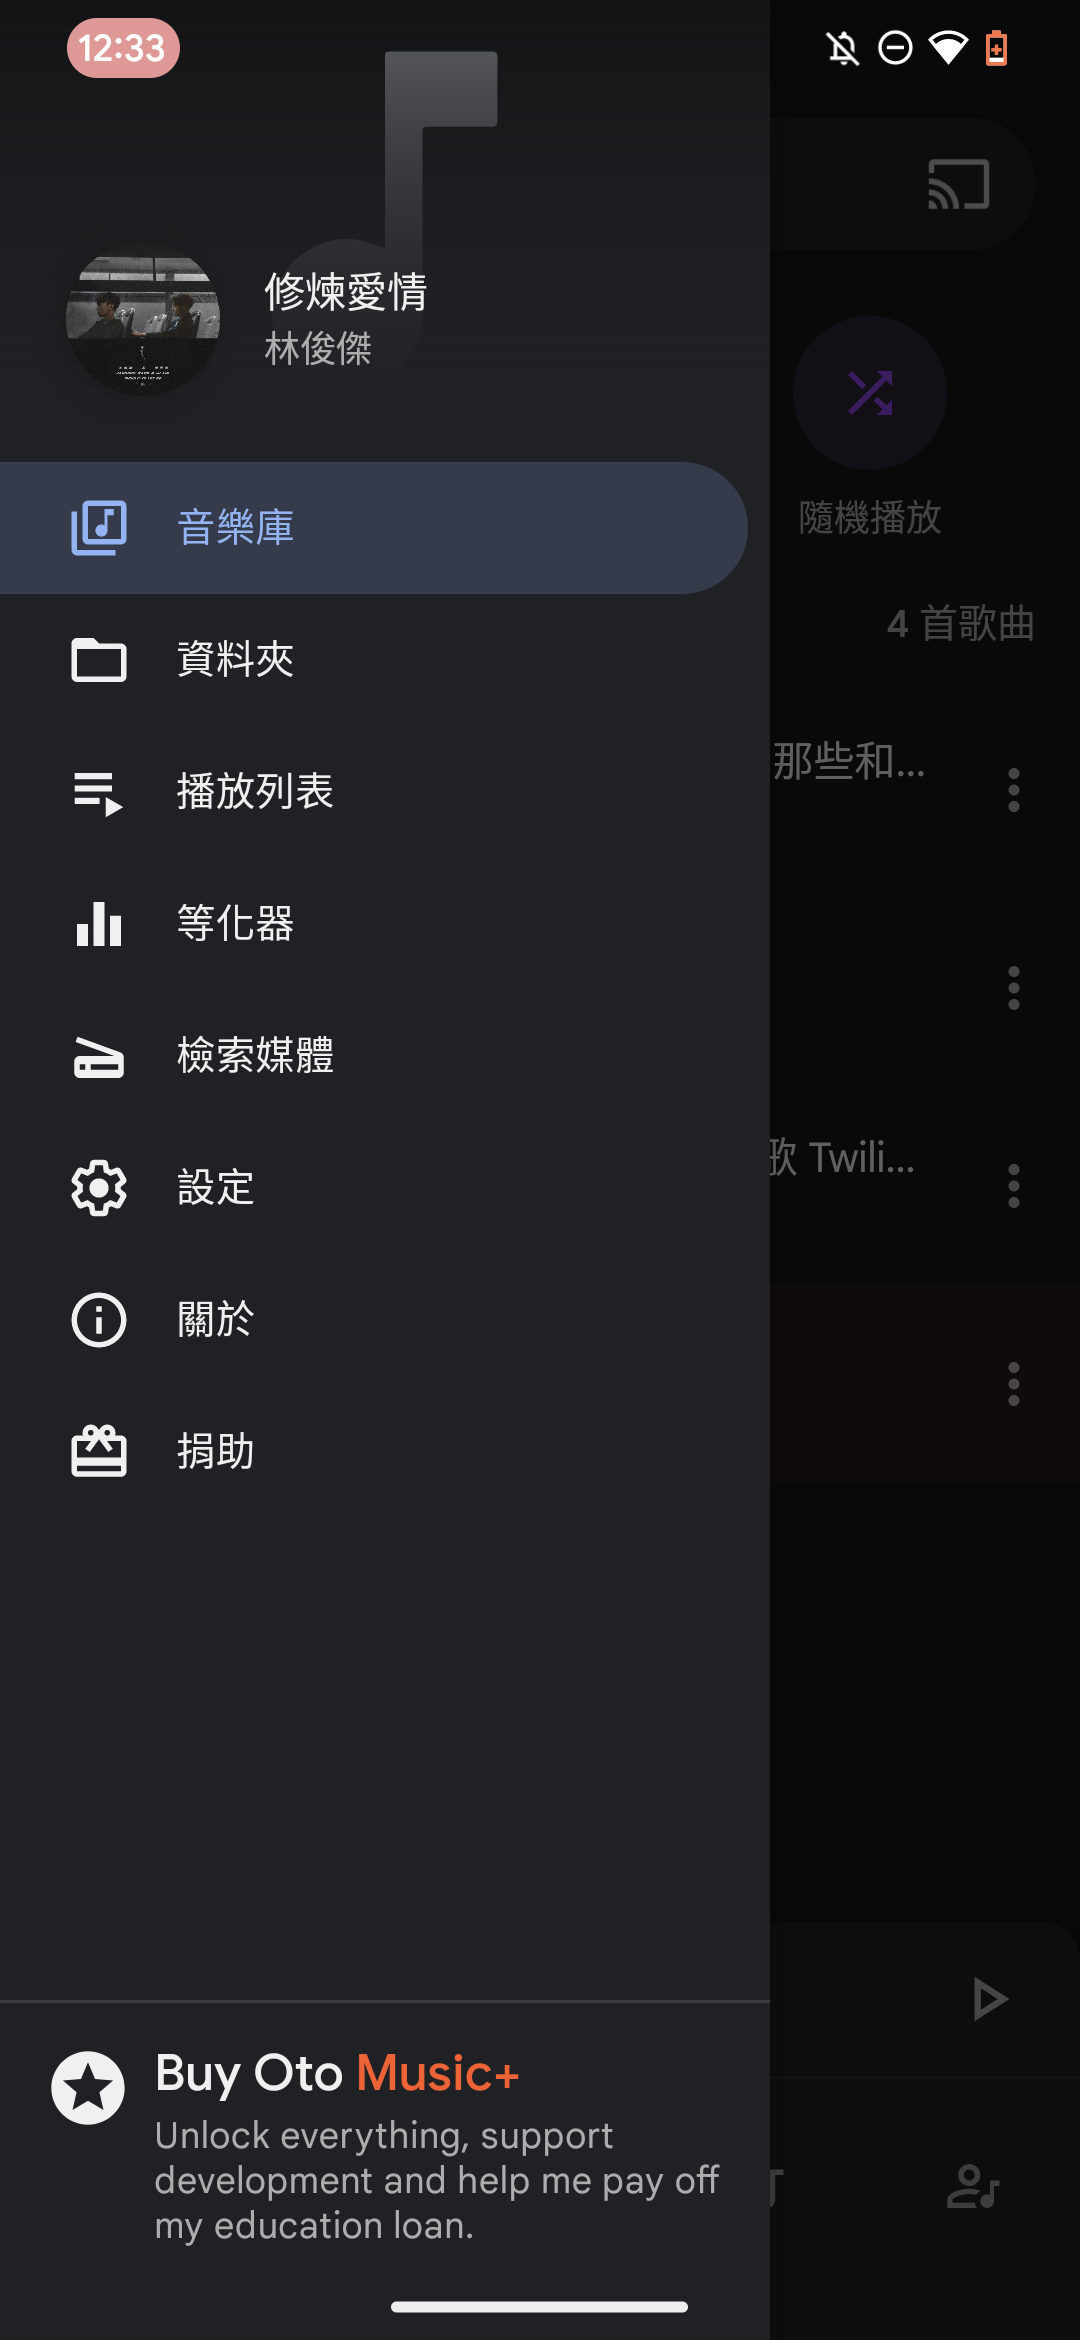 12:33
修煉愛情
林俊傑
音樂庫
資料夾
播放列表
等化器
檢索媒體
設定
關於
捐助
隨機播放
4 首歌曲
那些和...
歌 Twili...
Buy Oto Music+
Unlock everything, support
development and help me pay off
my education loan.